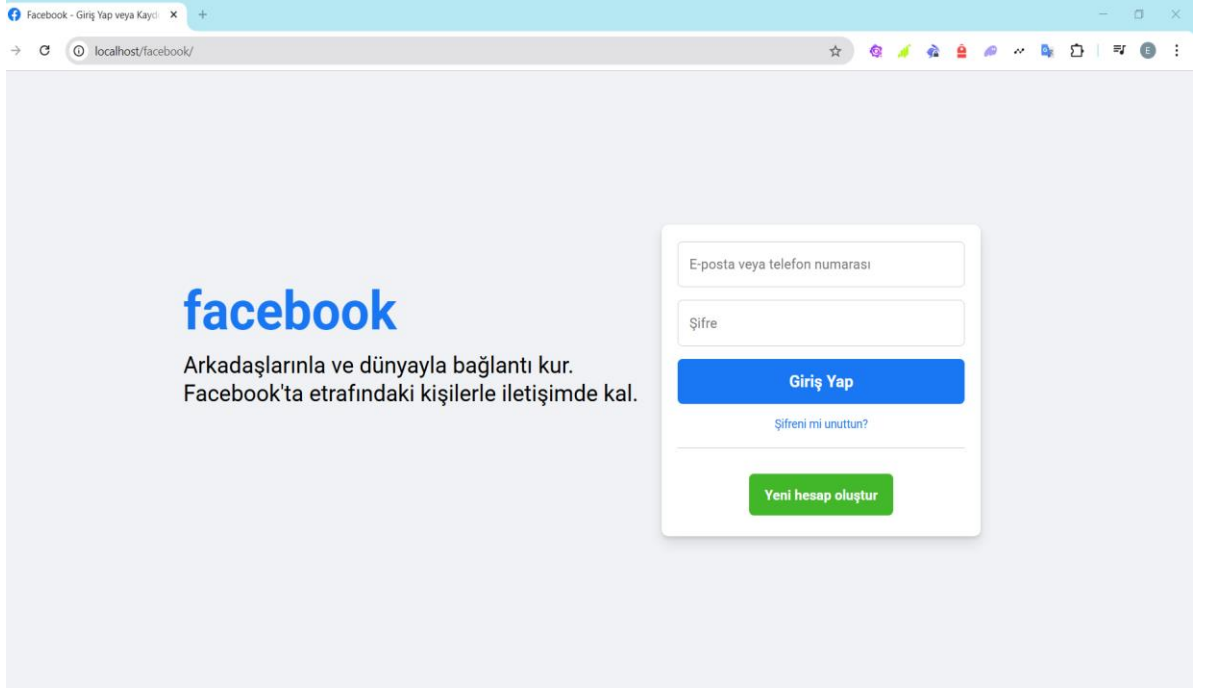 Facebook - Giriş Yap veya Kayd
localhost/facebook/
E
facebook
Arkadaşlarınla ve dünyayla bağlantı kur.
Facebook'ta etrafındaki kişilerle iletişimde kal.
E-posta veya telefon numarası
Şifre
Giriş Yap
Şifreni mi unuttun?
Yeni hesap oluştur